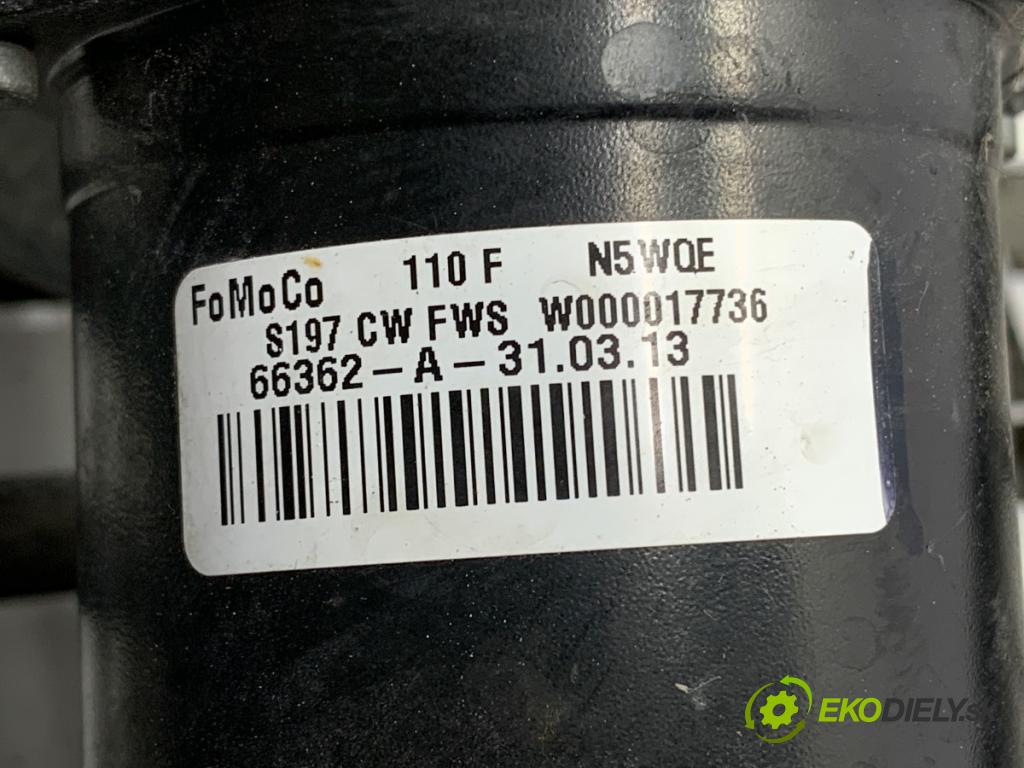 FoMoCo 110 F N5WQE
S197 CW FWS W000017736
66362-A-31.03.13
EKODIELY.s